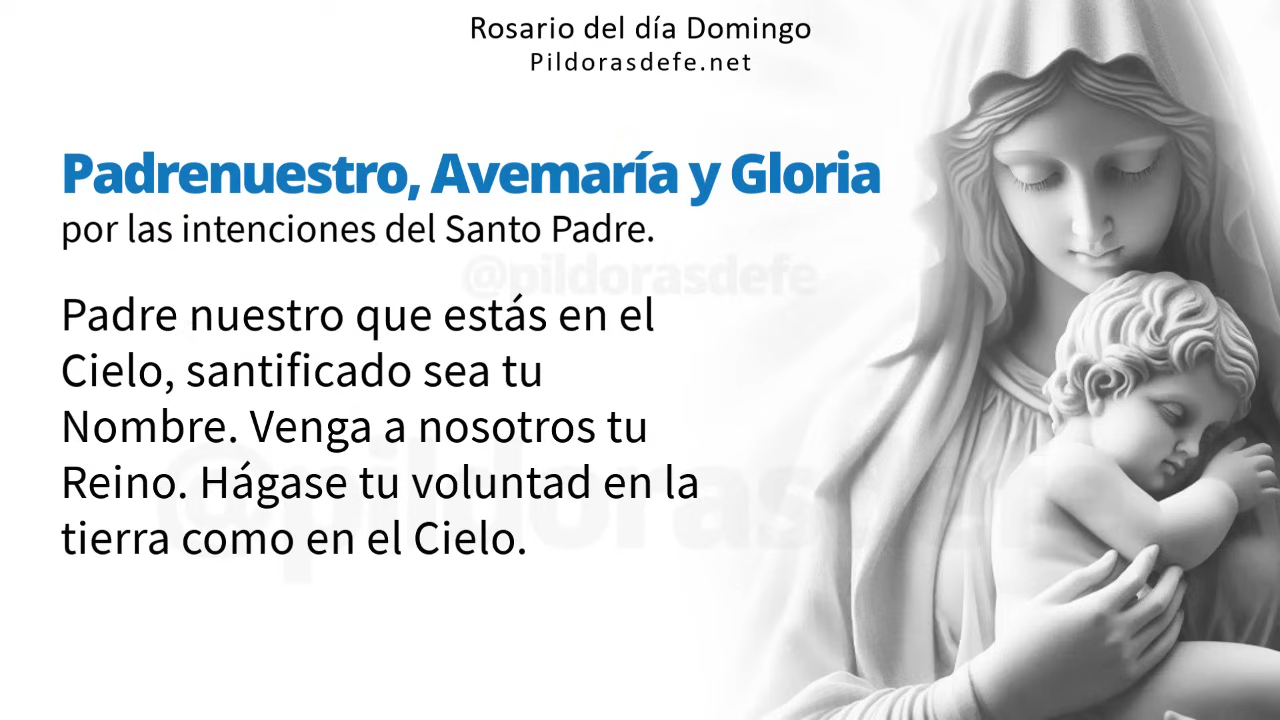 Rosario del día Domingo
Pildorasdefe.net
Padrenuestro, Avemaría y Gloria
por las intenciones del Santo Padre.
@pildorasdefe
Padre nuestro que estás en el
Cielo, santificado sea tu
Nombre. Venga a nosotros tu
Reino. Hágase tu voluntad en la
tierra como en el Cielo.
@pildorasdefe